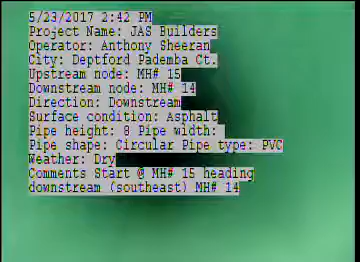 5/23/2017 2:42 PM
Project Name: JAS Builders
Operator: Anthony Sheeran
City: Deptford Pademba Ct.
Upstream node: MH# 15
Downstream node: MH# 14
Direction: Downstream
Surface condition: Asphalt
Pipe height: 8 Pipe width:
Pipe shape: Circular Pipe type: PVC
Weather: Dry
Comments Start @ MH# 15 heading
downstream (southeast) MH# 14